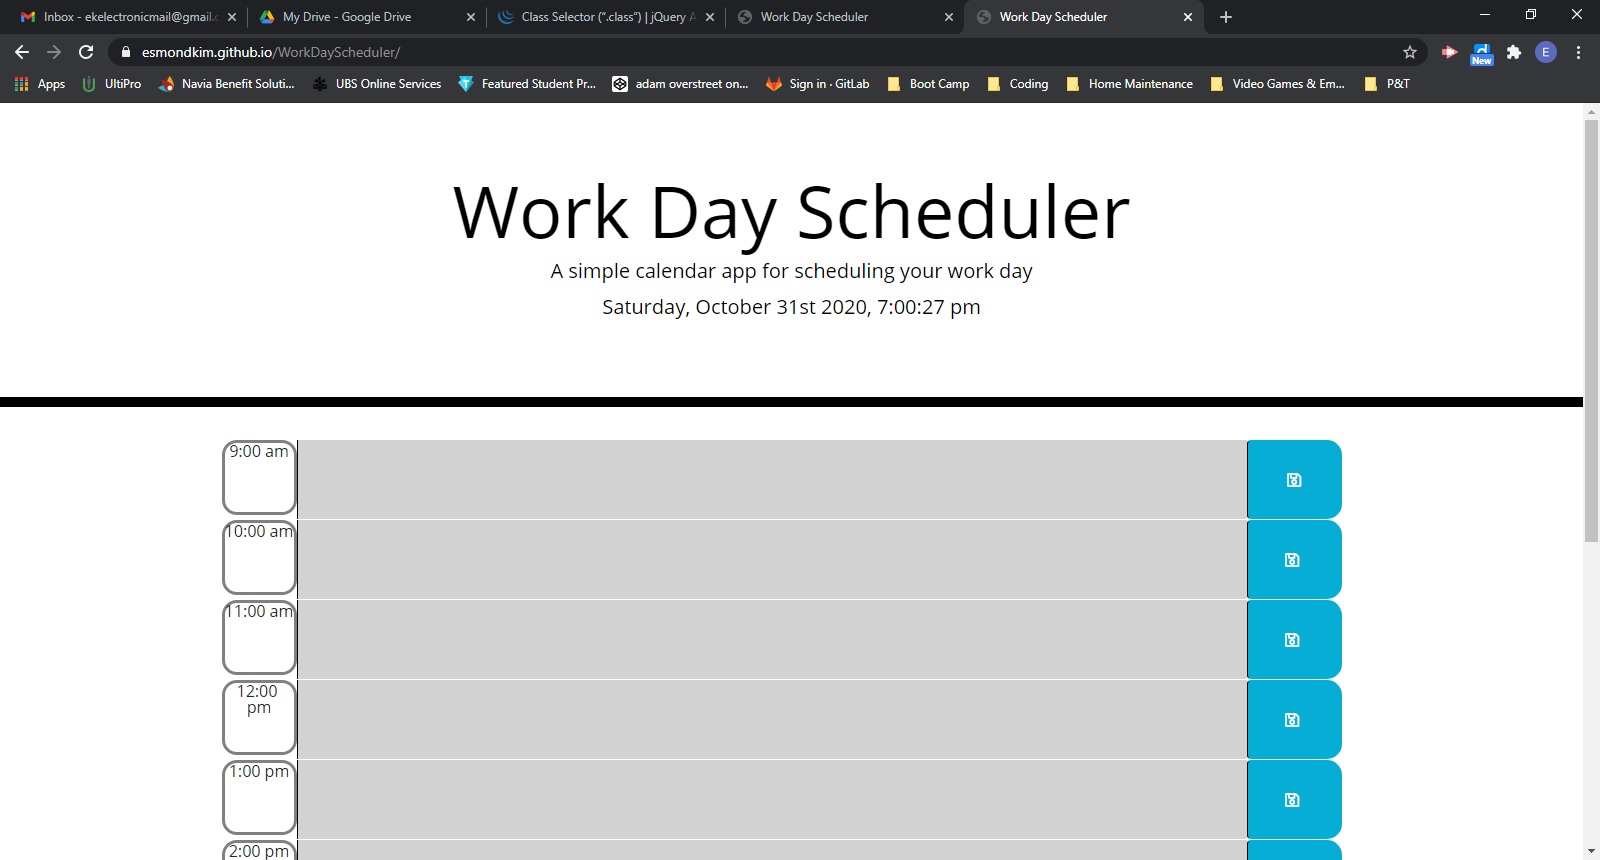 Inbox - ekelectronicmail@gmail.c
My Drive - Google Drive
Class Selector (".class") | jQuery A
Work Day Scheduler
Work Day Scheduler
esmondkim.github.io/WorkDayScheduler/
New
E
Apps
UltiPro
Navia Benefit Soluti...
UBS Online Services
Featured Student Pr...
adam overstreet on...
Sign in · GitLab
Boot Camp
Coding
Home Maintenance
Video Games & Em...
P&T
Work Day Scheduler
A simple calendar app for scheduling your work day
Saturday, October 31st 2020, 7:00:27 pm
9:00 am
10:00 am
11:00 am
12:00
pm
1:00 pm
2:00 pm